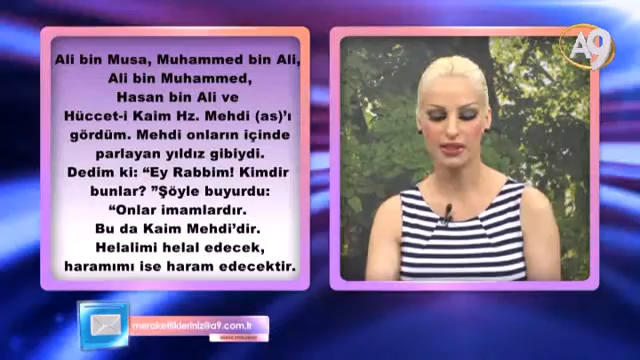 Ali bin Musa, Muhammed bin Ali,
Ali bin Muhammed,
Hasan bin Ali ve
Hüccet-i Kaim Hz. Mehdi (as)’ı
gördüm. Mehdi onların içinde
parlayan yıldız gibiydi.
Dedim ki: “Ey Rabbim! Kimdir
bunlar? ”Şöyle buyurdu:
“Onlar imamlardır.
Bu da Kaim Mehdi’dir.
Helalimi helal edecek,
haramımı ise haram edecektir.
A9
merakettikleriniz@a9.com.tr